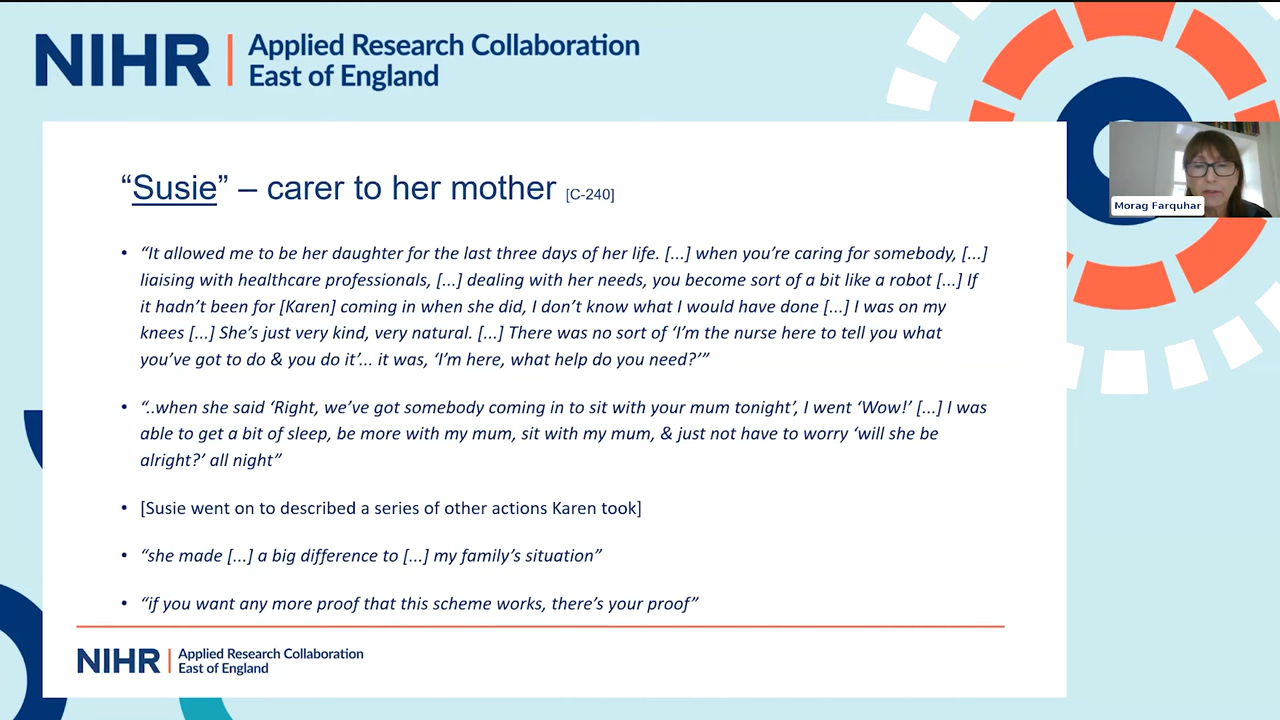 NIHR | Applied Research Collaboration
East of England
“Susie” – carer to her mother [C-240]
Morag Farquhar
• “It allowed me to be her daughter for the last three days of her life. [...] when you’re caring for somebody, [...]
liaising with healthcare professionals, [...] dealing with her needs, you become sort of a bit like a robot [...] If
it hadn’t been for [Karen] coming in when she did, I don’t know what I would have done [...] I was on my
knees [...] She’s just very kind, very natural. [...] There was no sort of ‘I’m the nurse here to tell you what
you’ve got to do & you do it’... it was, ‘I’m here, what help do you need?’”
• “..when she said ‘Right, we’ve got somebody coming in to sit with your mum tonight’, I went ‘Wow!’ [...] I was
able to get a bit of sleep, be more with my mum, sit with my mum, & just not have to worry ‘will she be
alright?’ all night”
• [Susie went on to described a series of other actions Karen took]
• “she made [...] a big difference to [...] my family’s situation”
• “if you want any more proof that this scheme works, there’s your proof”
NIHR | Applied Research Collaboration
East of England